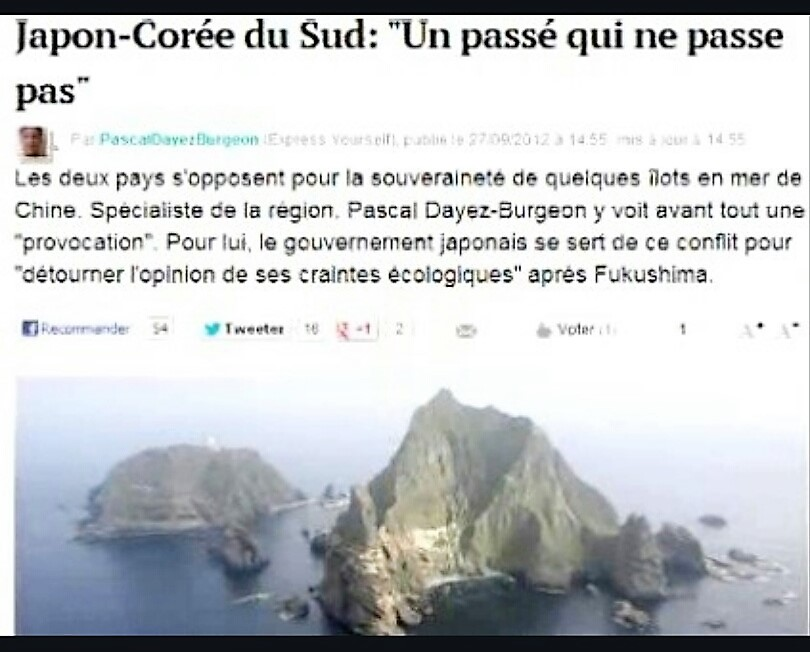 Japon-Corée du Sud: "Un passé qui ne passe
pas"
Par PascalDayezBurgeon (Express Yourself), publié le 27/09/2012 à 14:55, mis à jour à 14:55
Les deux pays s'opposent pour la souveraineté de quelques îlots en mer de
Chine. Spécialiste de la région, Pascal Dayez-Burgeon y voit avant tout une
"provocation". Pour lui, le gouvernement japonais se sert de ce conflit pour
"détourner l'opinion de ses craintes écologiques" après Fukushima.
Recommander 54 Tweeter 16 +1 2 Voter (1) 1 A+ A-